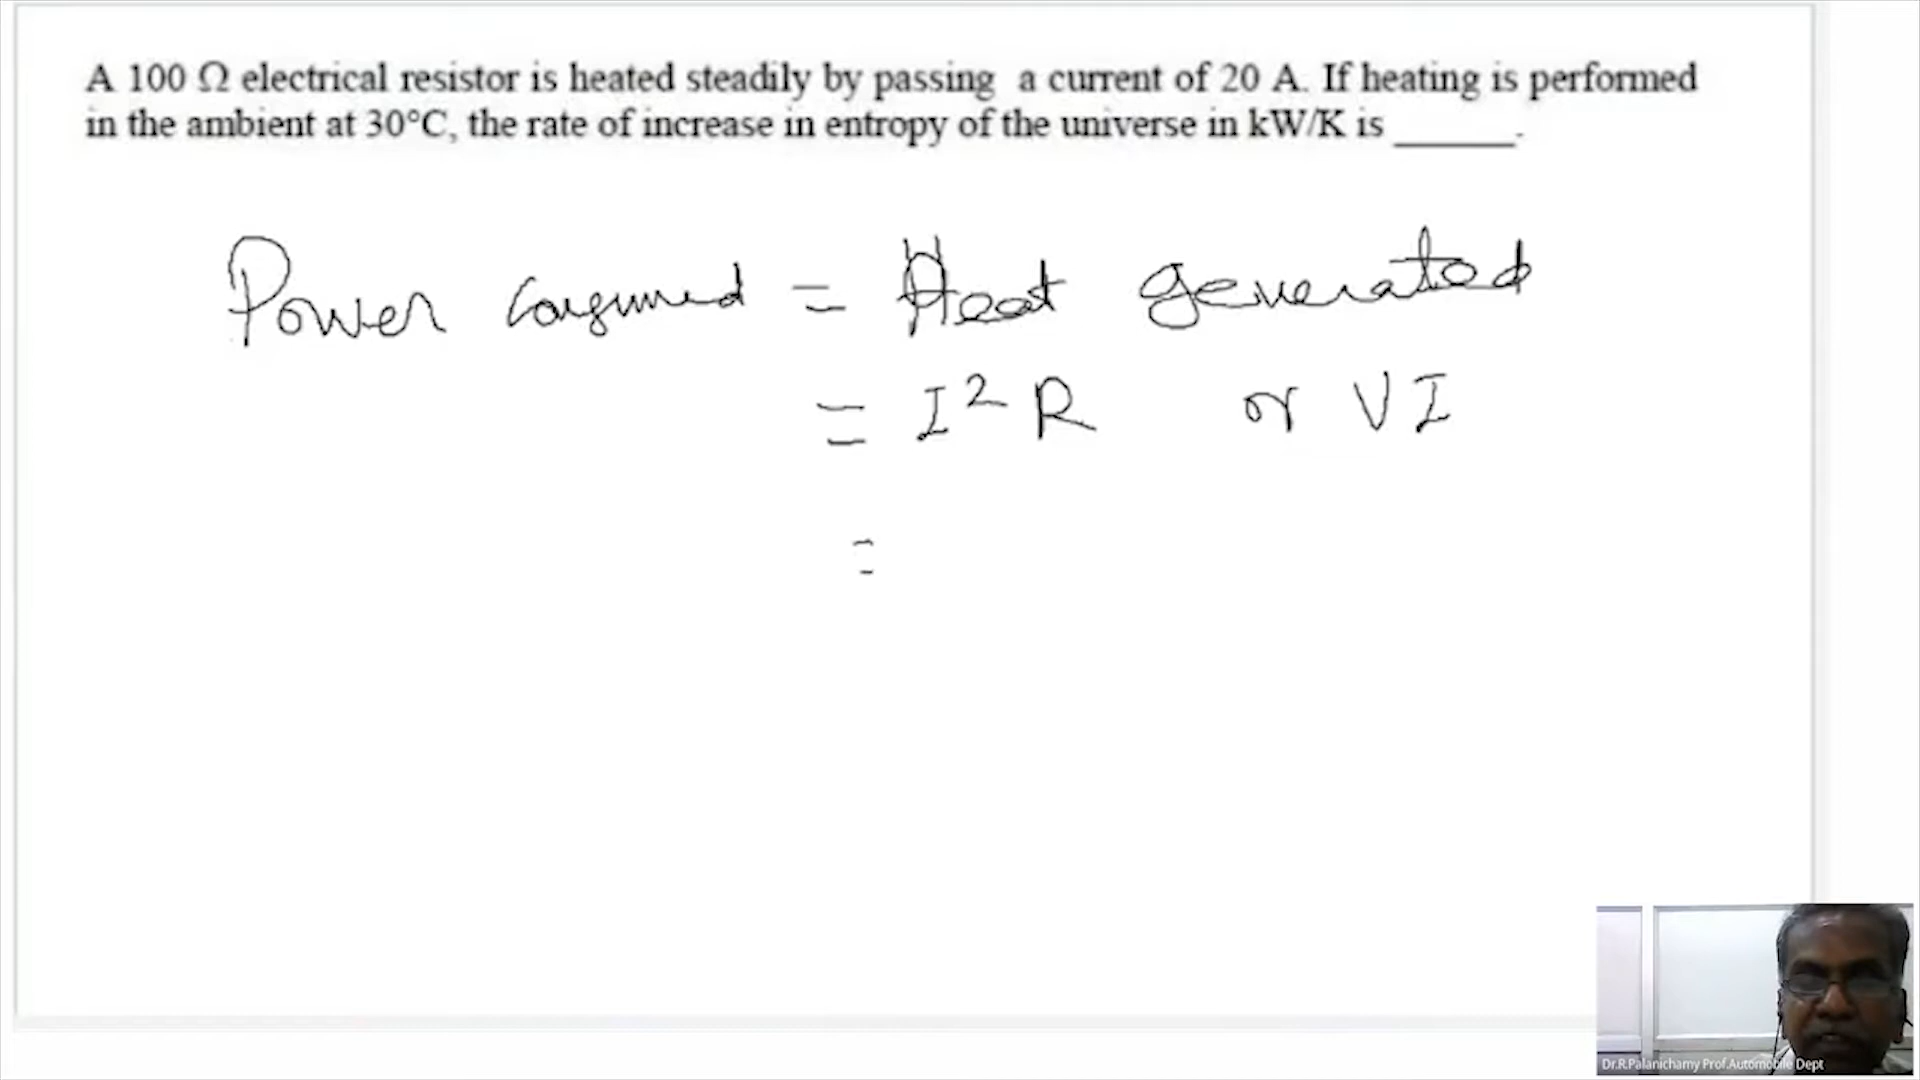 A 100 Ω electrical resistor is heated steadily by passing a current of 20 A. If heating is performed
in the ambient at 30°C, the rate of increase in entropy of the universe in kW/K is ______.
Power consumed = Heat generated
= I² R or VI
=
Dr.R.Palanichamy Prof.Automobile Dept